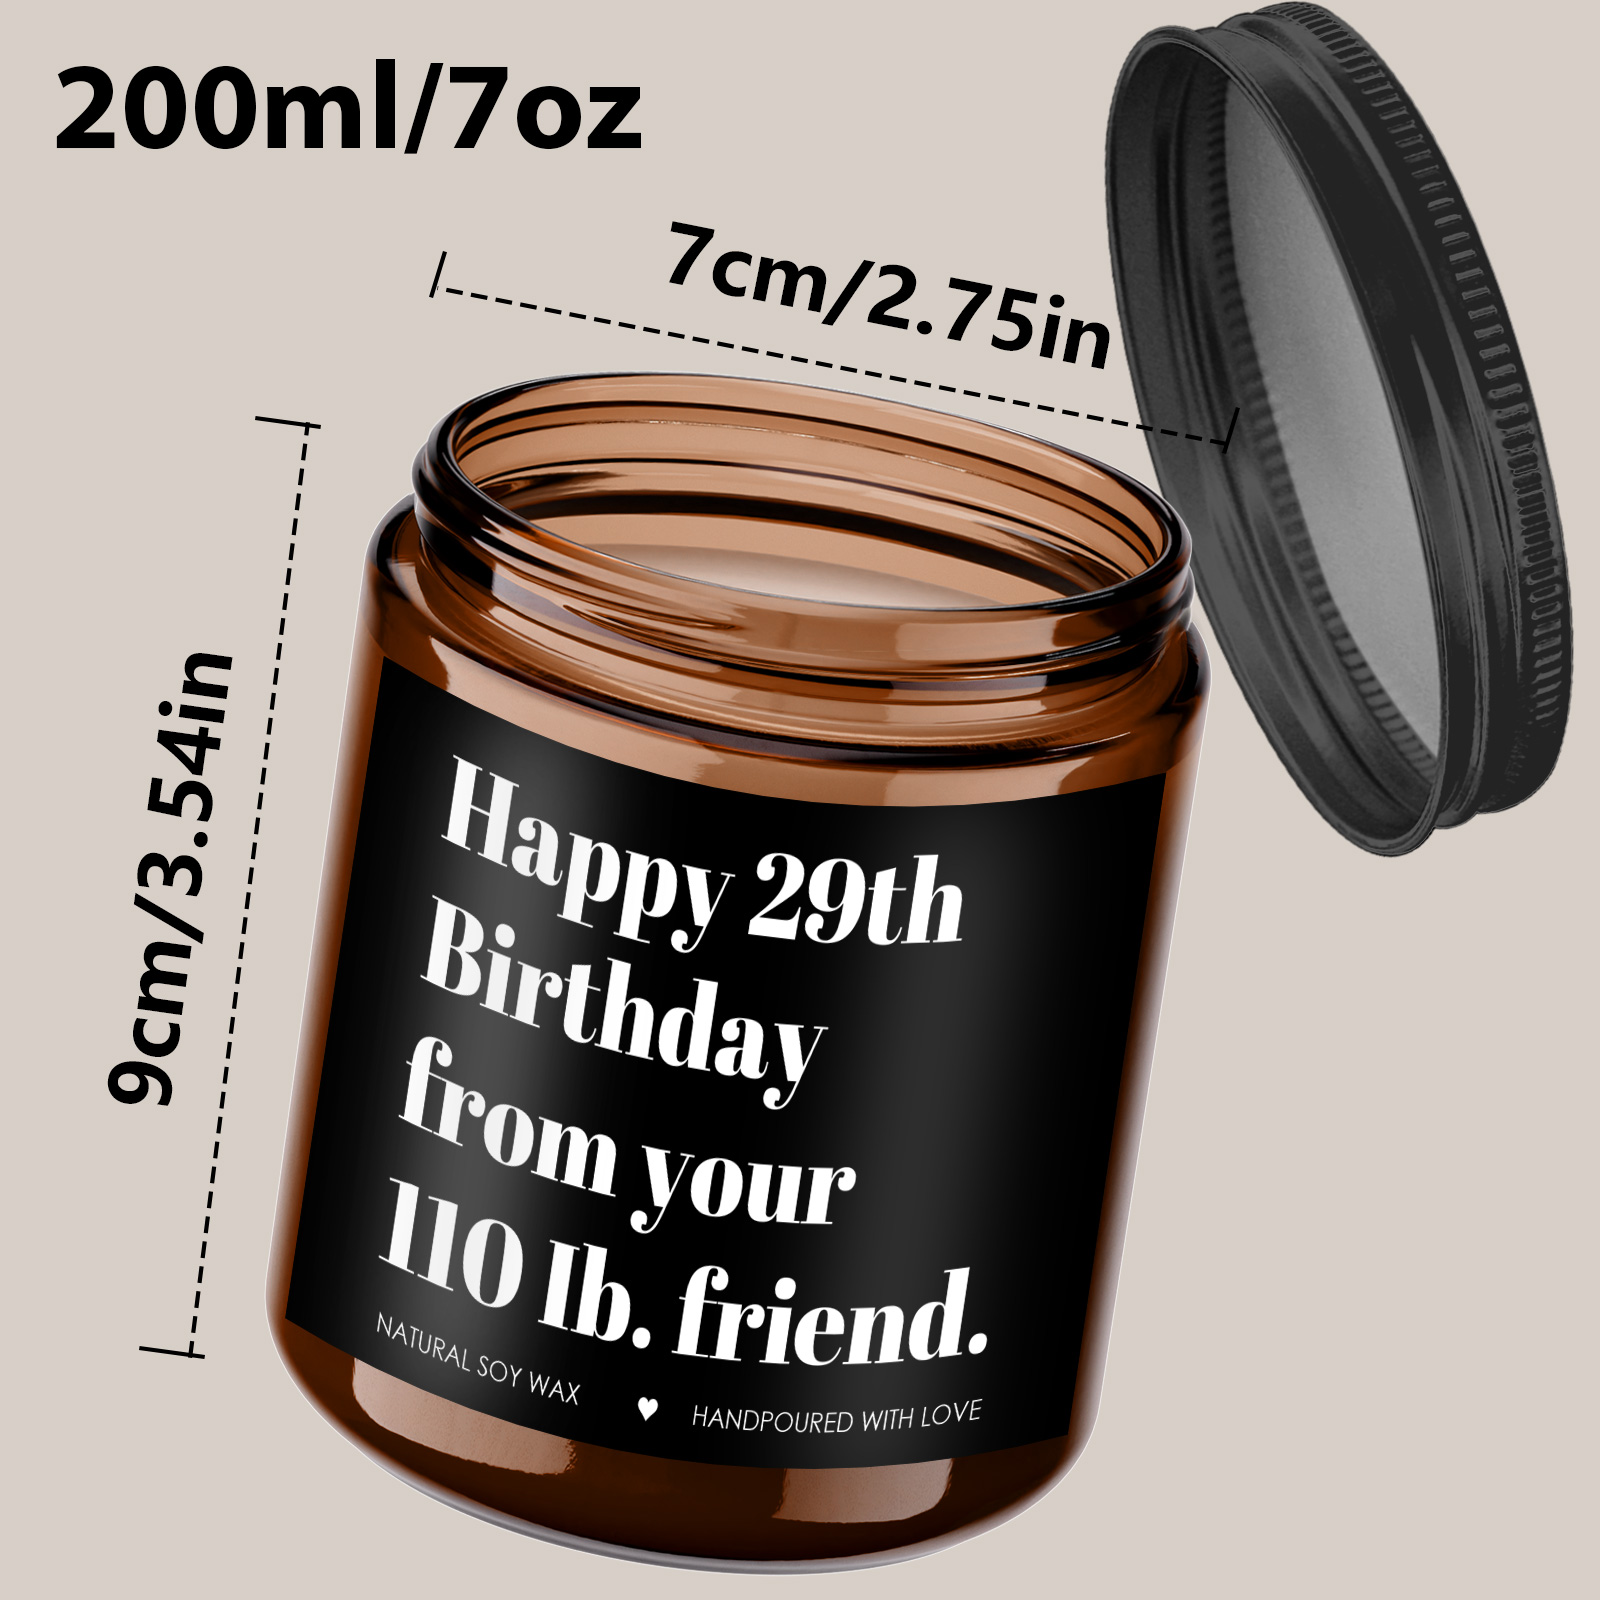 200ml/7oz
7cm/2.75in
9cm/3.54in
Happy 29th
Birthday
from your
110 lb. friend.
NATURAL SOY WAX ♥ HANDPOURED WITH LOVE